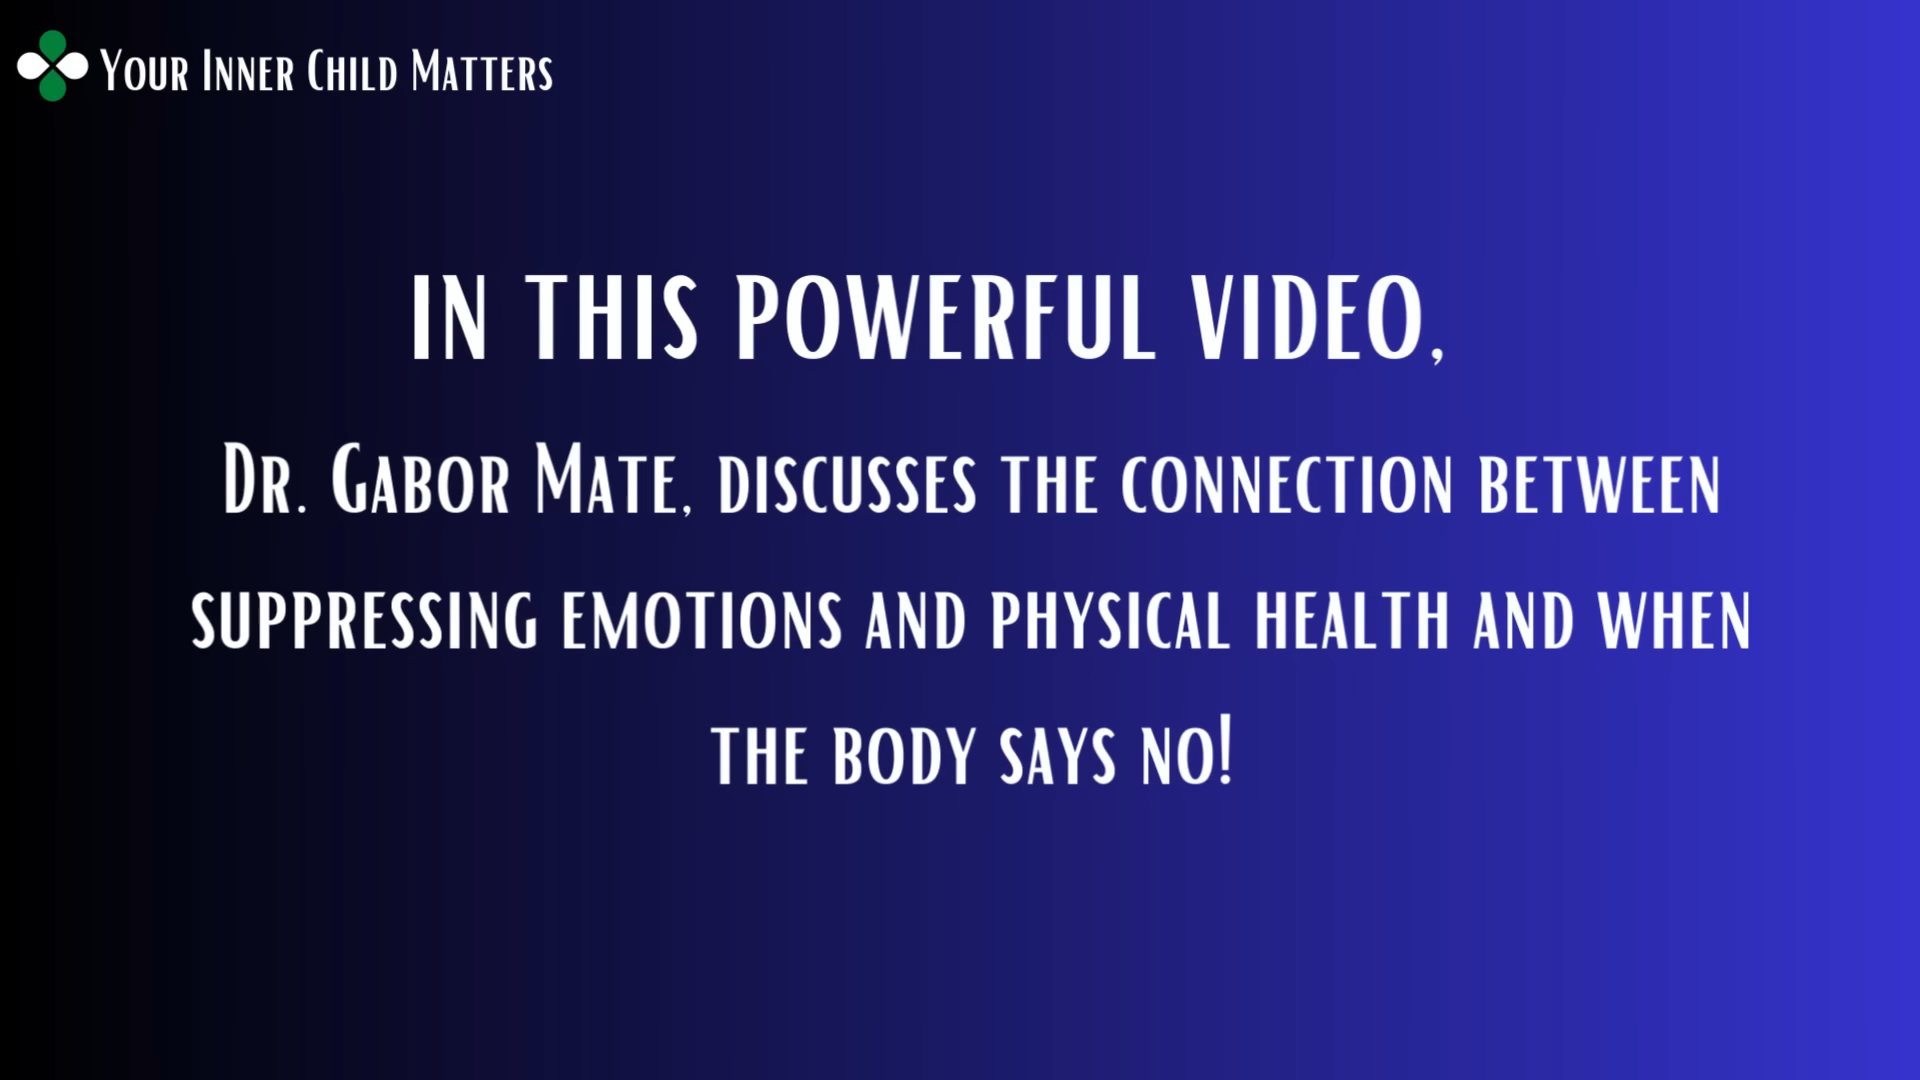 Your Inner Child Matters
IN THIS POWERFUL VIDEO,
Dr. Gabor Mate, discusses the connection between
suppressing emotions and physical health and when
the body says no!